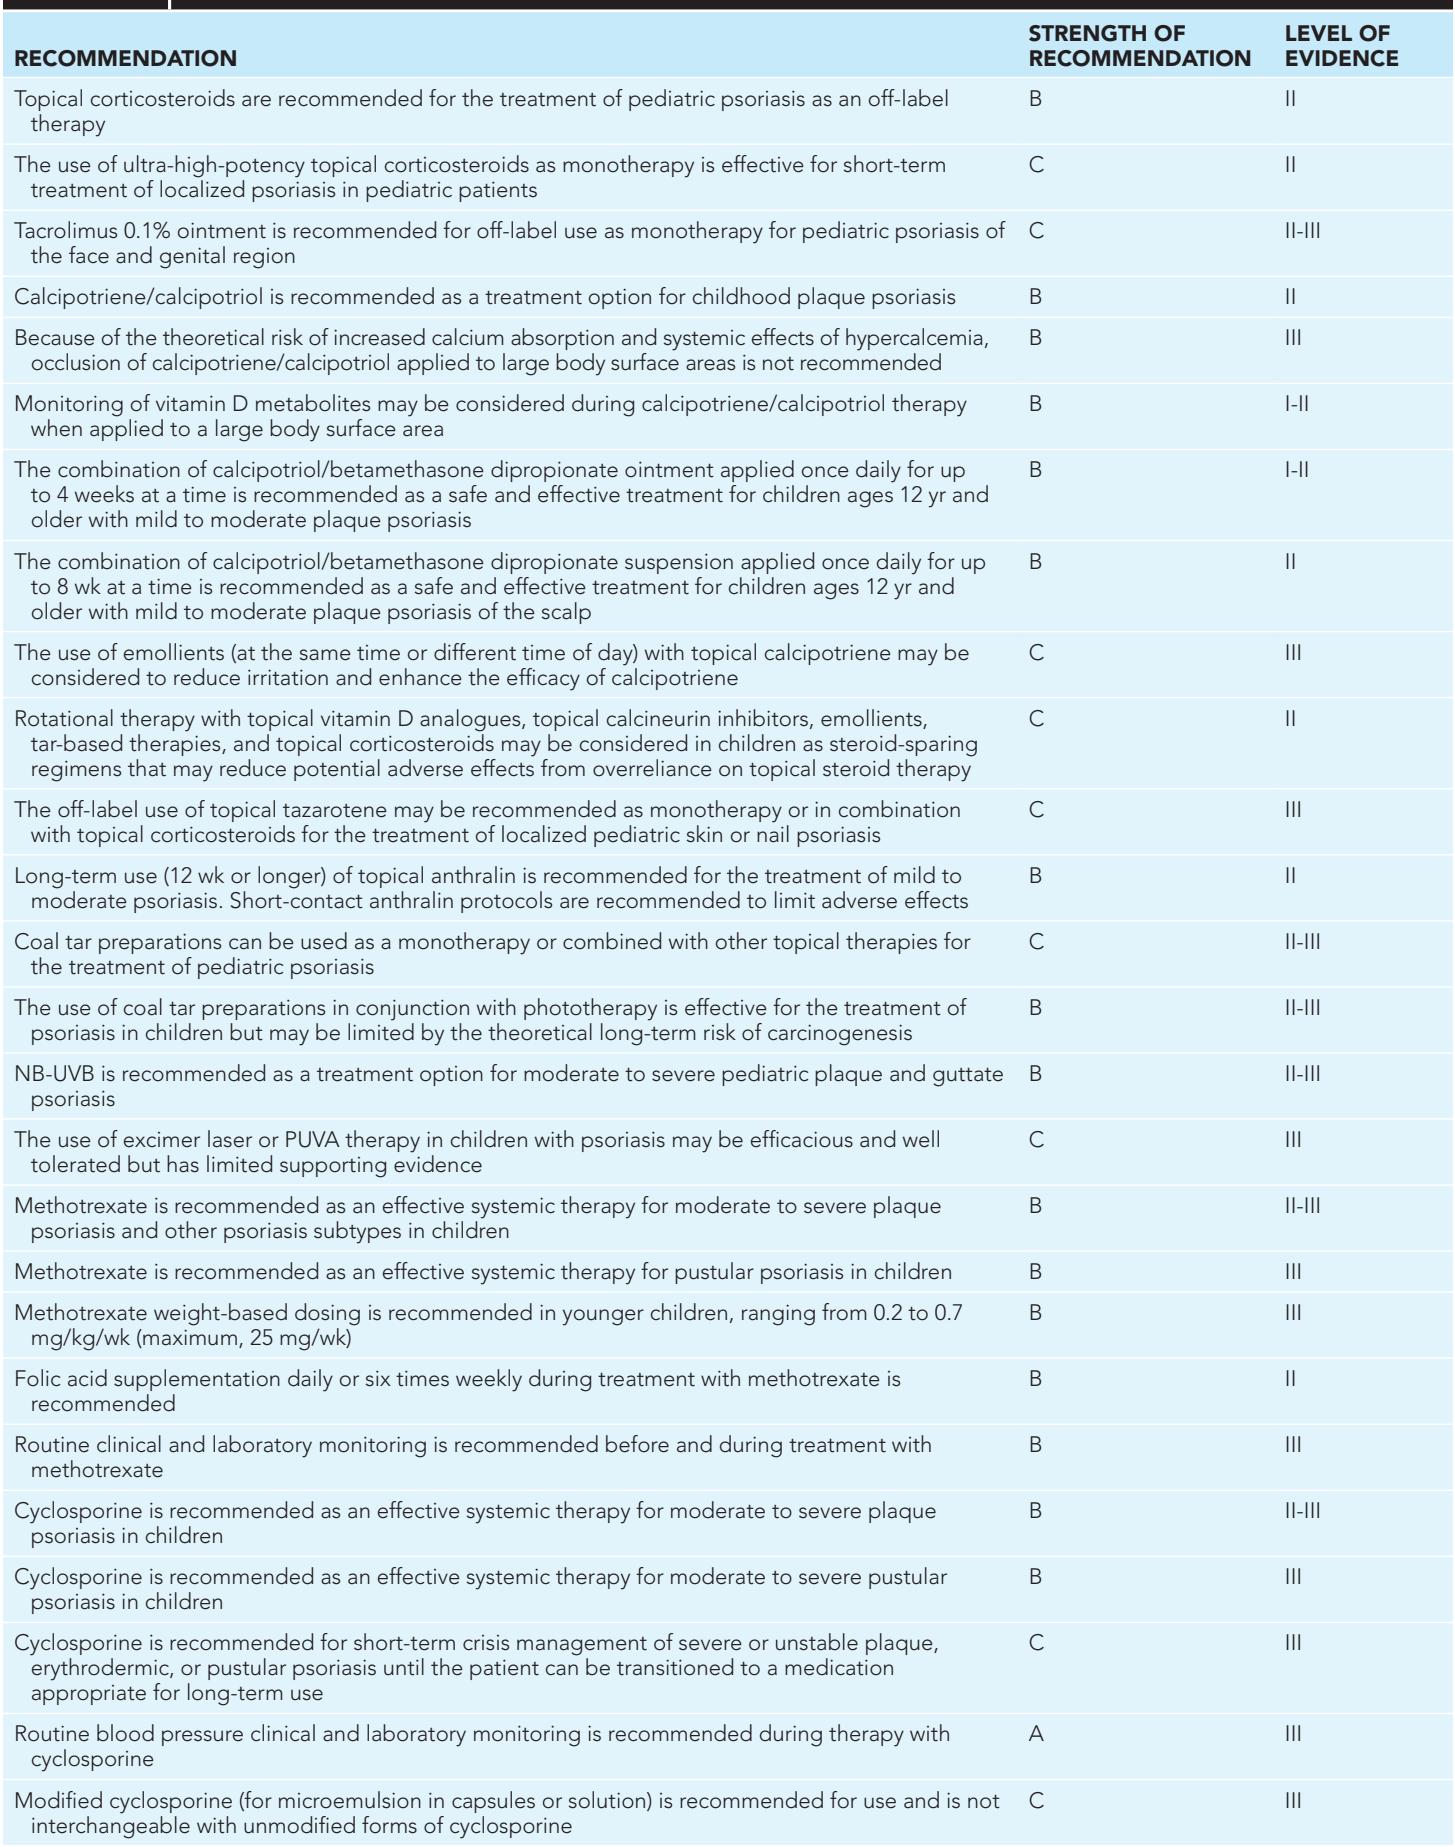 RECOMMENDATION
STRENGTH OF
RECOMMENDATION
LEVEL OF
EVIDENCE
Topical corticosteroids are recommended for the treatment of pediatric psoriasis as an off-label
therapy
B
II
The use of ultra-high-potency topical corticosteroids as monotherapy is effective for short-term
treatment of localized psoriasis in pediatric patients
C
II
Tacrolimus 0.1% ointment is recommended for off-label use as monotherapy for pediatric psoriasis of
the face and genital region
C
II-III
Calcipotriene/calcipotriol is recommended as a treatment option for childhood plaque psoriasis
B
II
Because of the theoretical risk of increased calcium absorption and systemic effects of hypercalcemia,
occlusion of calcipotriene/calcipotriol applied to large body surface areas is not recommended
B
III
Monitoring of vitamin D metabolites may be considered during calcipotriene/calcipotriol therapy
when applied to a large body surface area
B
I-II
The combination of calcipotriol/betamethasone dipropionate ointment applied once daily for up
to 4 weeks at a time is recommended as a safe and effective treatment for children ages 12 yr and
older with mild to moderate plaque psoriasis
B
I-II
The combination of calcipotriol/betamethasone dipropionate suspension applied once daily for up
to 8 wk at a time is recommended as a safe and effective treatment for children ages 12 yr and
older with mild to moderate plaque psoriasis of the scalp
B
II
The use of emollients (at the same time or different time of day) with topical calcipotriene may be
considered to reduce irritation and enhance the efficacy of calcipotriene
C
III
Rotational therapy with topical vitamin D analogues, topical calcineurin inhibitors, emollients,
tar-based therapies, and topical corticosteroids may be considered in children as steroid-sparing
regimens that may reduce potential adverse effects from overreliance on topical steroid therapy
C
II
The off-label use of topical tazarotene may be recommended as monotherapy or in combination
with topical corticosteroids for the treatment of localized pediatric skin or nail psoriasis
C
III
Long-term use (12 wk or longer) of topical anthralin is recommended for the treatment of mild to
moderate psoriasis. Short-contact anthralin protocols are recommended to limit adverse effects
B
II
Coal tar preparations can be used as a monotherapy or combined with other topical therapies for
the treatment of pediatric psoriasis
C
II-III
The use of coal tar preparations in conjunction with phototherapy is effective for the treatment of
psoriasis in children but may be limited by the theoretical long-term risk of carcinogenesis
B
II-III
NB-UVB is recommended as a treatment option for moderate to severe pediatric plaque and guttate
psoriasis
B
II-III
The use of excimer laser or PUVA therapy in children with psoriasis may be efficacious and well
tolerated but has limited supporting evidence
C
III
Methotrexate is recommended as an effective systemic therapy for moderate to severe plaque
psoriasis and other psoriasis subtypes in children
B
II-III
Methotrexate is recommended as an effective systemic therapy for pustular psoriasis in children
B
III
Methotrexate weight-based dosing is recommended in younger children, ranging from 0.2 to 0.7
mg/kg/wk (maximum, 25 mg/wk)
B
III
Folic acid supplementation daily or six times weekly during treatment with methotrexate is
recommended
B
II
Routine clinical and laboratory monitoring is recommended before and during treatment with
methotrexate
B
III
Cyclosporine is recommended as an effective systemic therapy for moderate to severe plaque
psoriasis in children
B
II-III
Cyclosporine is recommended as an effective systemic therapy for moderate to severe pustular
psoriasis in children
B
III
Cyclosporine is recommended for short-term crisis management of severe or unstable plaque,
erythrodermic, or pustular psoriasis until the patient can be transitioned to a medication
appropriate for long-term use
C
III
Routine blood pressure clinical and laboratory monitoring is recommended during therapy with
cyclosporine
A
III
Modified cyclosporine (for microemulsion in capsules or solution) is recommended for use and is not
interchangeable with unmodified forms of cyclosporine
C
III